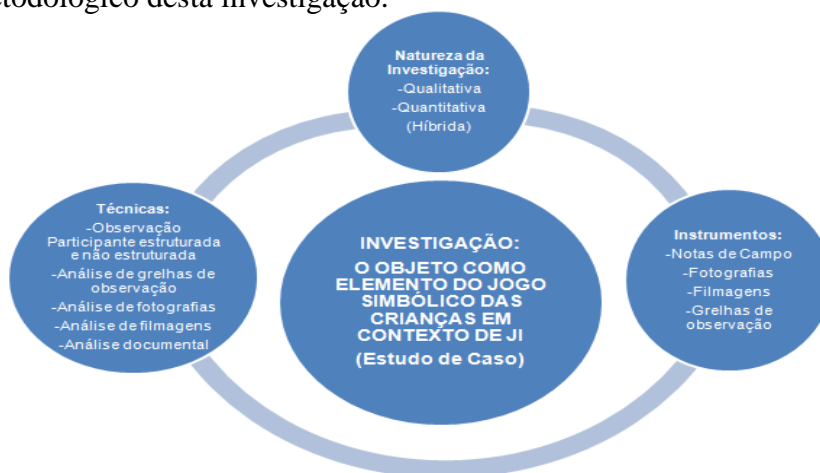 etodológico desta investigação.
Natureza da
Investigação:
-Qualitativa
-Quantitativa
(Híbrida)
Técnicas:
-Observação
Participante estruturada
e não estruturada
-Análise de grelhas de
observação
-Análise de fotografias
-Análise de filmagens
-Análise documental
INVESTIGAÇÃO:
O OBJETO COMO
ELEMENTO DO JOGO
SIMBÓLICO DAS
CRIANÇAS EM
CONTEXTO DE JI
(Estudo de Caso)
Instrumentos:
-Notas de Campo
-Fotografias
-Filmagens
-Grelhas de
observação